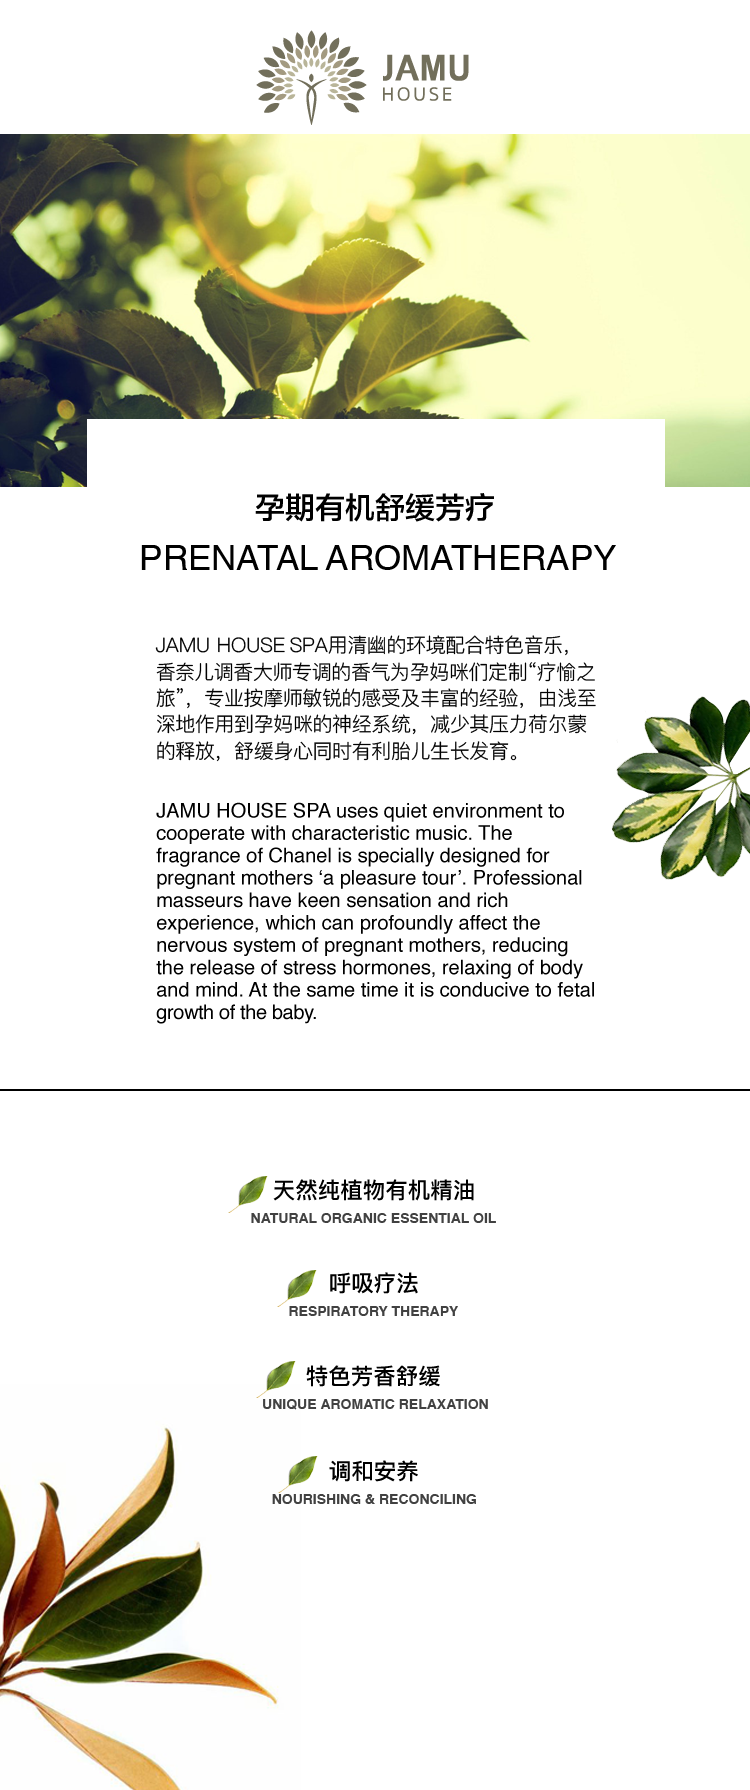 JAMU
HOUSE
孕期有机舒缓芳疗
PRENATAL AROMATHERAPY
JAMU HOUSE SPA用清幽的环境配合特色音乐，
香奈儿调香大师专调的香气为孕妈咪们定制“疗愉之
旅”，专业按摩师敏锐的感受及丰富的经验，由浅至
深地作用到孕妈咪的神经系统，减少其压力荷尔蒙
的释放，舒缓身心同时有利胎儿生长发育。
JAMU HOUSE SPA uses quiet environment to
cooperate with characteristic music. The
fragrance of Chanel is specially designed for
pregnant mothers ‘a pleasure tour’. Professional
masseurs have keen sensation and rich
experience, which can profoundly affect the
nervous system of pregnant mothers, reducing
the release of stress hormones, relaxing of body
and mind. At the same time it is conducive to fetal
growth of the baby.
天然纯植物有机精油
NATURAL ORGANIC ESSENTIAL OIL
呼吸疗法
RESPIRATORY THERAPY
特色芳香舒缓
UNIQUE AROMATIC RELAXATION
调和安养
NOURISHING & RECONCILING